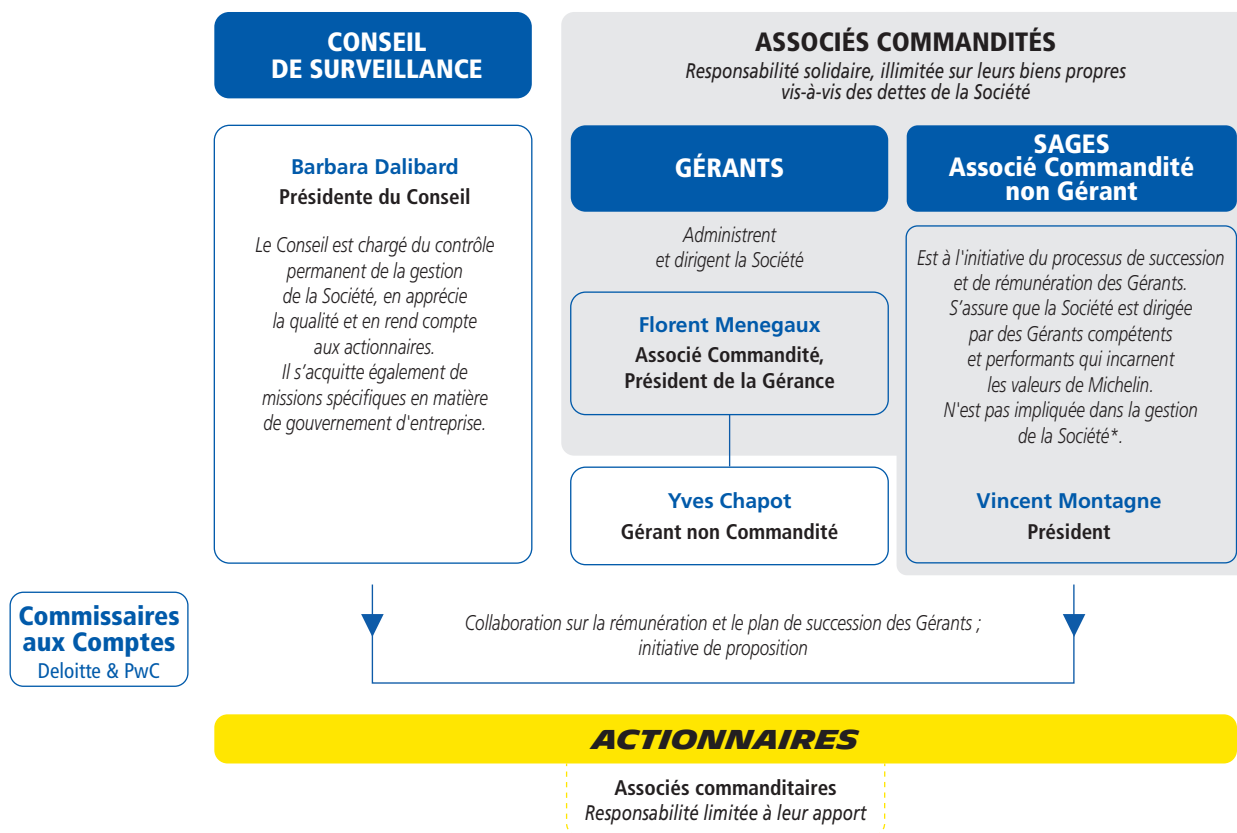 CONSEIL
DE SURVEILLANCE
Barbara Dalibard
Présidente du Conseil
Le Conseil est chargé du contrôle
permanent de la gestion
de la Société, en apprécie
la qualité et en rend compte
aux actionnaires.
Il s'acquitte également de
missions spécifiques en matière
de gouvernement d'entreprise.
ASSOCIÉS COMMANDITÉS
Responsabilité solidaire, illimitée sur leurs biens propres
vis-à-vis des dettes de la Société
GÉRANTS
Administrent
et dirigent la Société
Florent Menegaux
Associé Commandité,
Président de la Gérance
Yves Chapot
Gérant non Commandité
SAGES
Associé Commandité
non Gérant
Est à l'initiative du processus de succession
et de rémunération des Gérants.
S'assure que la Société est dirigée
par des Gérants compétents
et performants qui incarnent
les valeurs de Michelin.
N'est pas impliquée dans la gestion
de la Société*.
Vincent Montagne
Président
Commissaires
aux Comptes
Deloitte & PwC
Collaboration sur la rémunération et le plan de succession des Gérants ;
initiative de proposition
ACTIONNAIRES
Associés commanditaires
Responsabilité limitée à leur apport